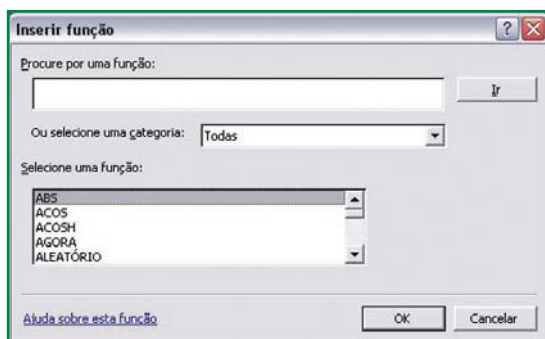 Inserir função
Procure por uma função:
Ir
Ou selecione uma categoria: Todas
Selecione uma função:
ABS
ACOS
ACOSH
AGORA
ALEATÓRIO
Ajuda sobre esta função OK Cancelar